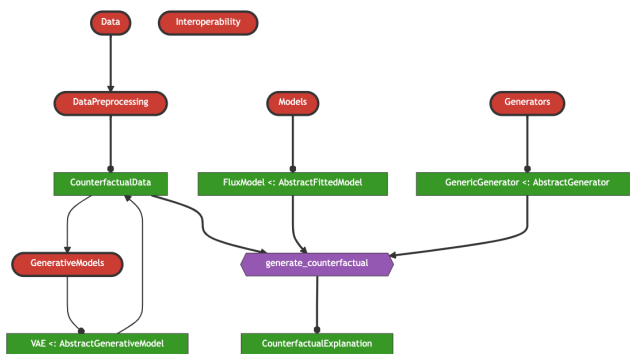 Data
Interoperability
DataPreprocessing
Models
Generators
CounterfactualData
FluxModel <: AbstractFittedModel
GenericGenerator <: AbstractGenerator
GenerativeModels
generate_counterfactual
VAE <: AbstractGenerativeModel
CounterfactualExplanation